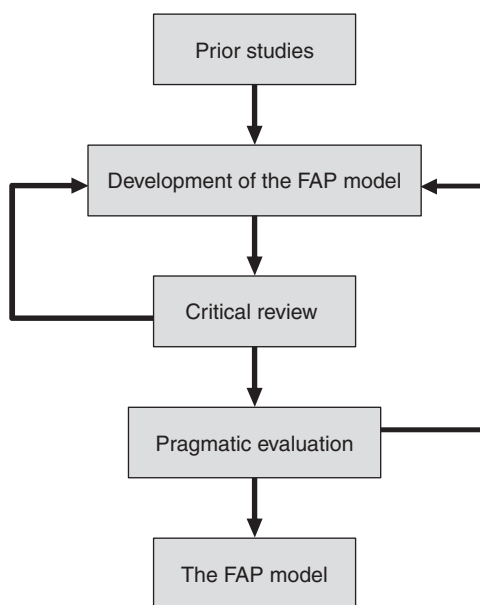 Prior studies
Development of the FAP model
Critical review
Pragmatic evaluation
The FAP model